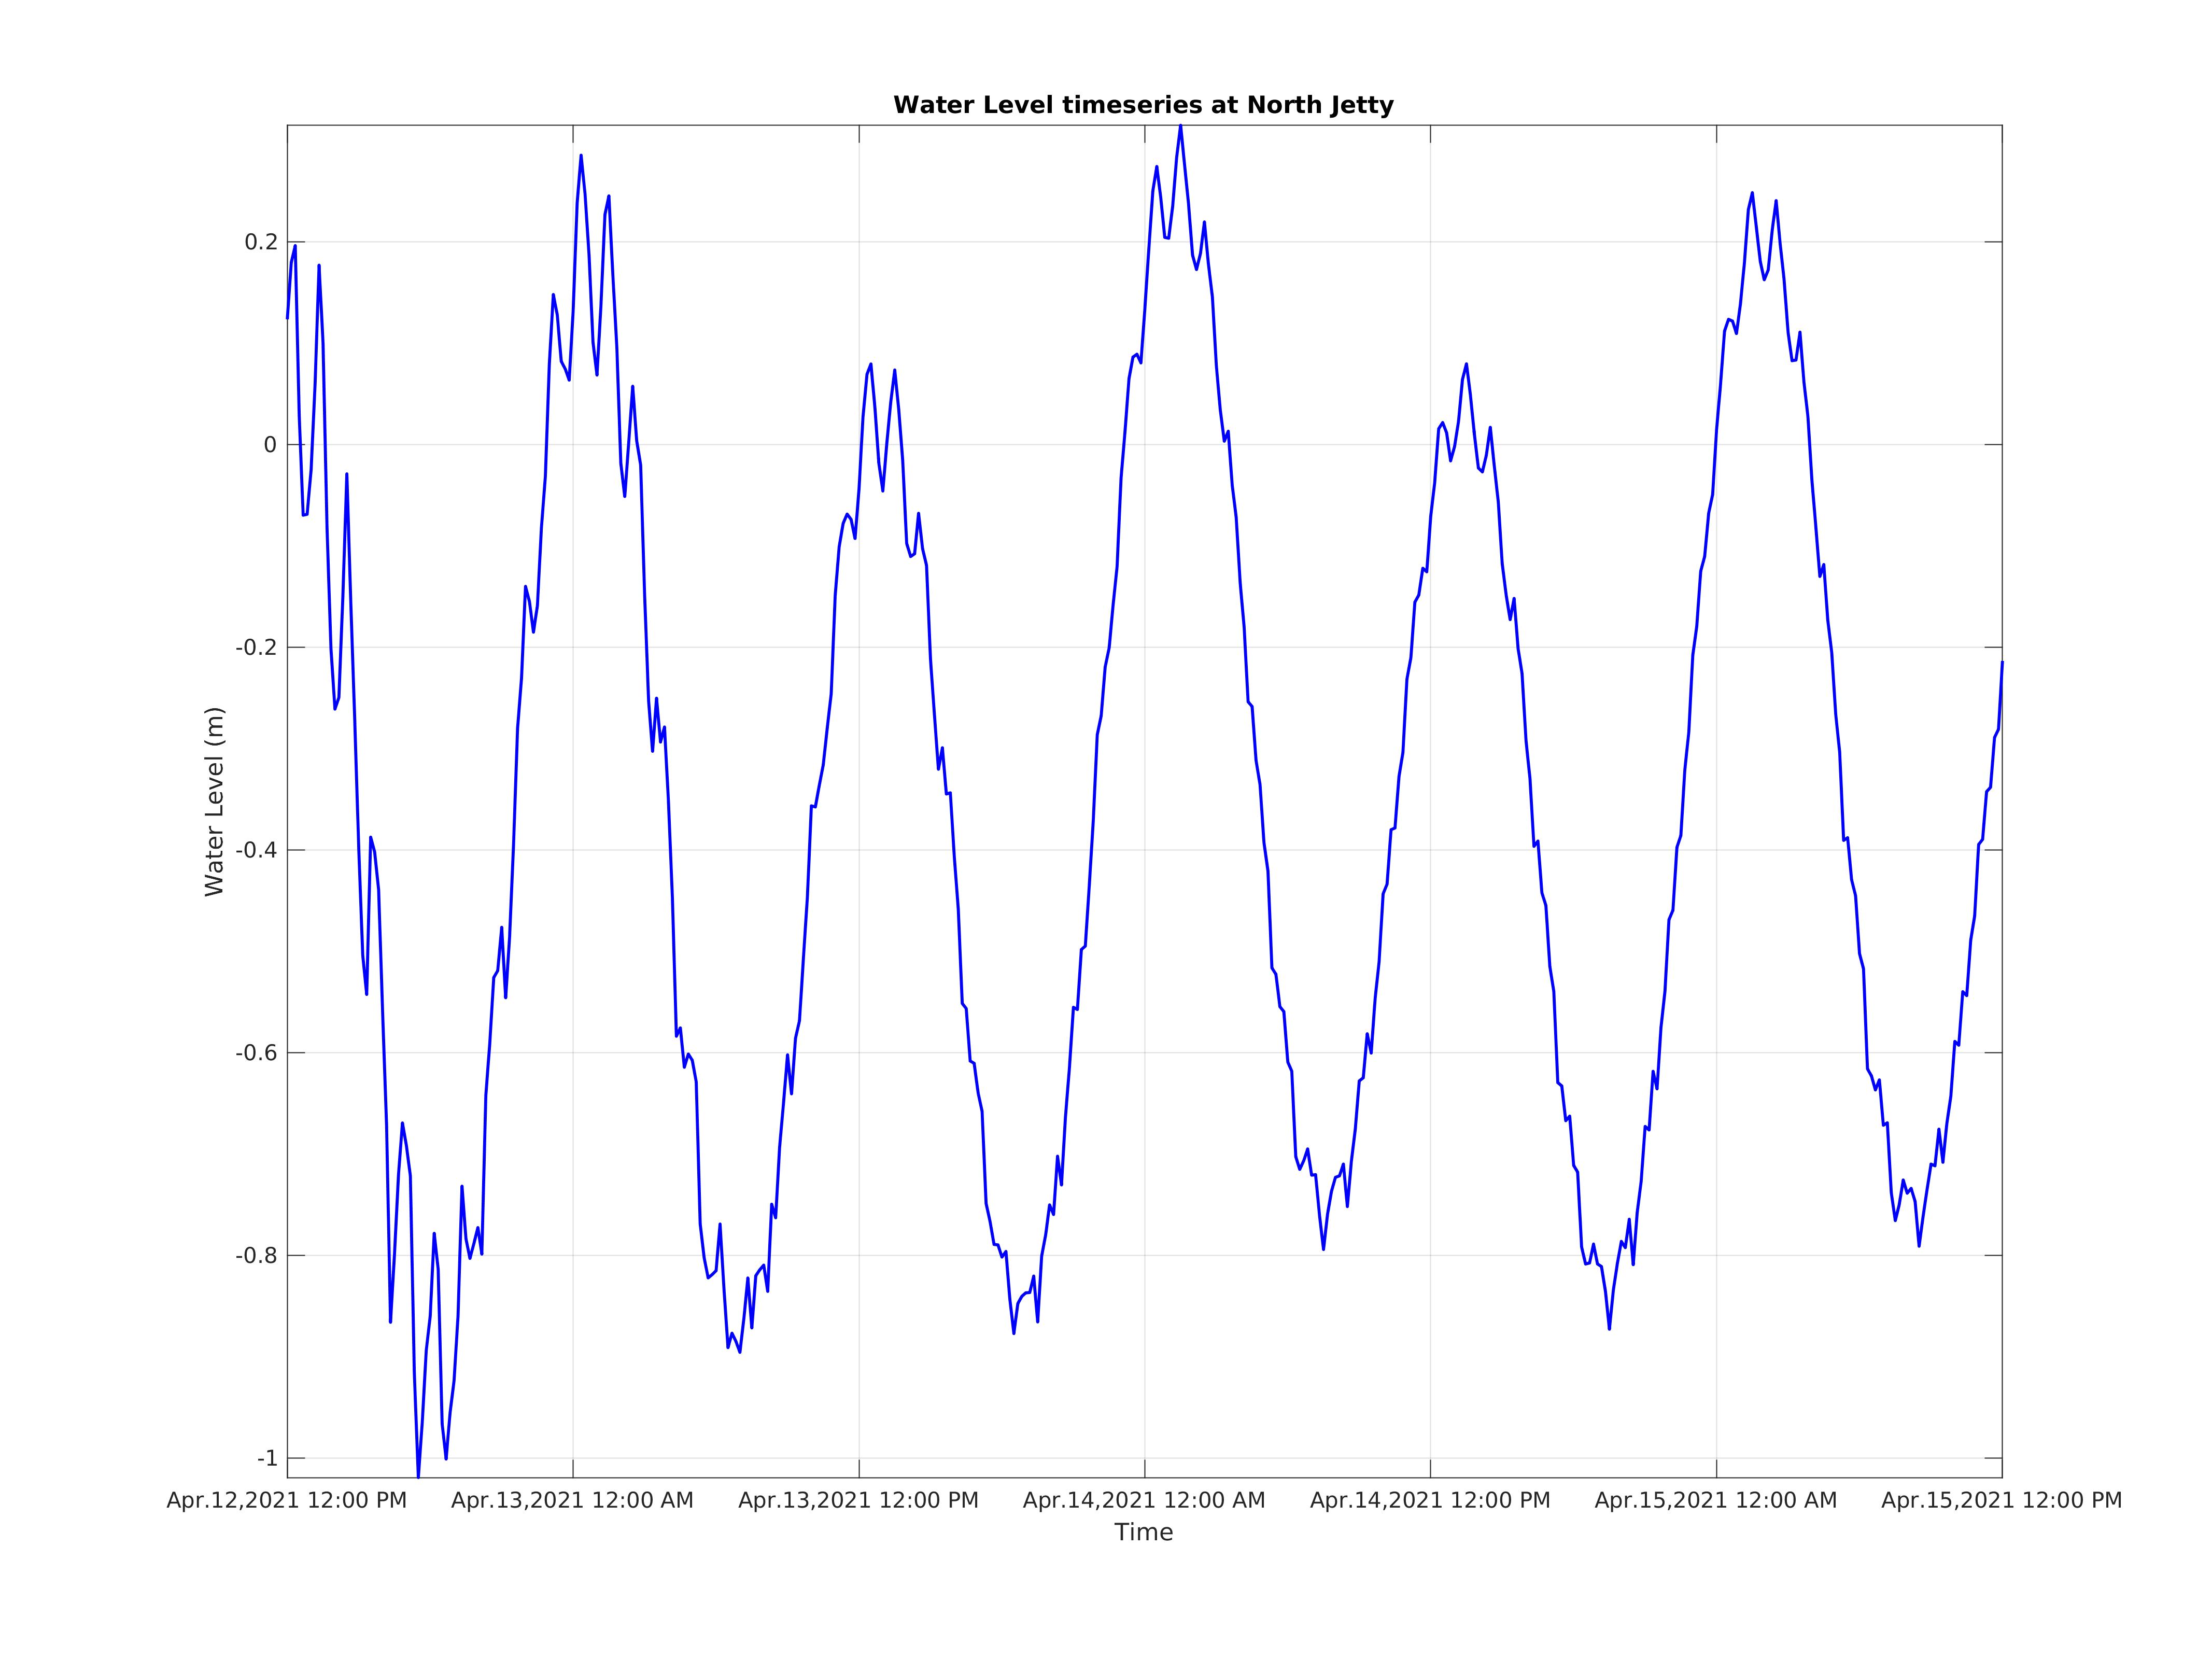 Water Level timeseries at North Jetty
0.2
0
-0.2
-0.4
-0.6
-0.8
-1
Water Level (m)
Apr.12,2021 12:00 PM Apr.13,2021 12:00 AM Apr.13,2021 12:00 PM Apr.14,2021 12:00 AM Apr.14,2021 12:00 PM Apr.15,2021 12:00 AM Apr.15,2021 12:00 PM
Time